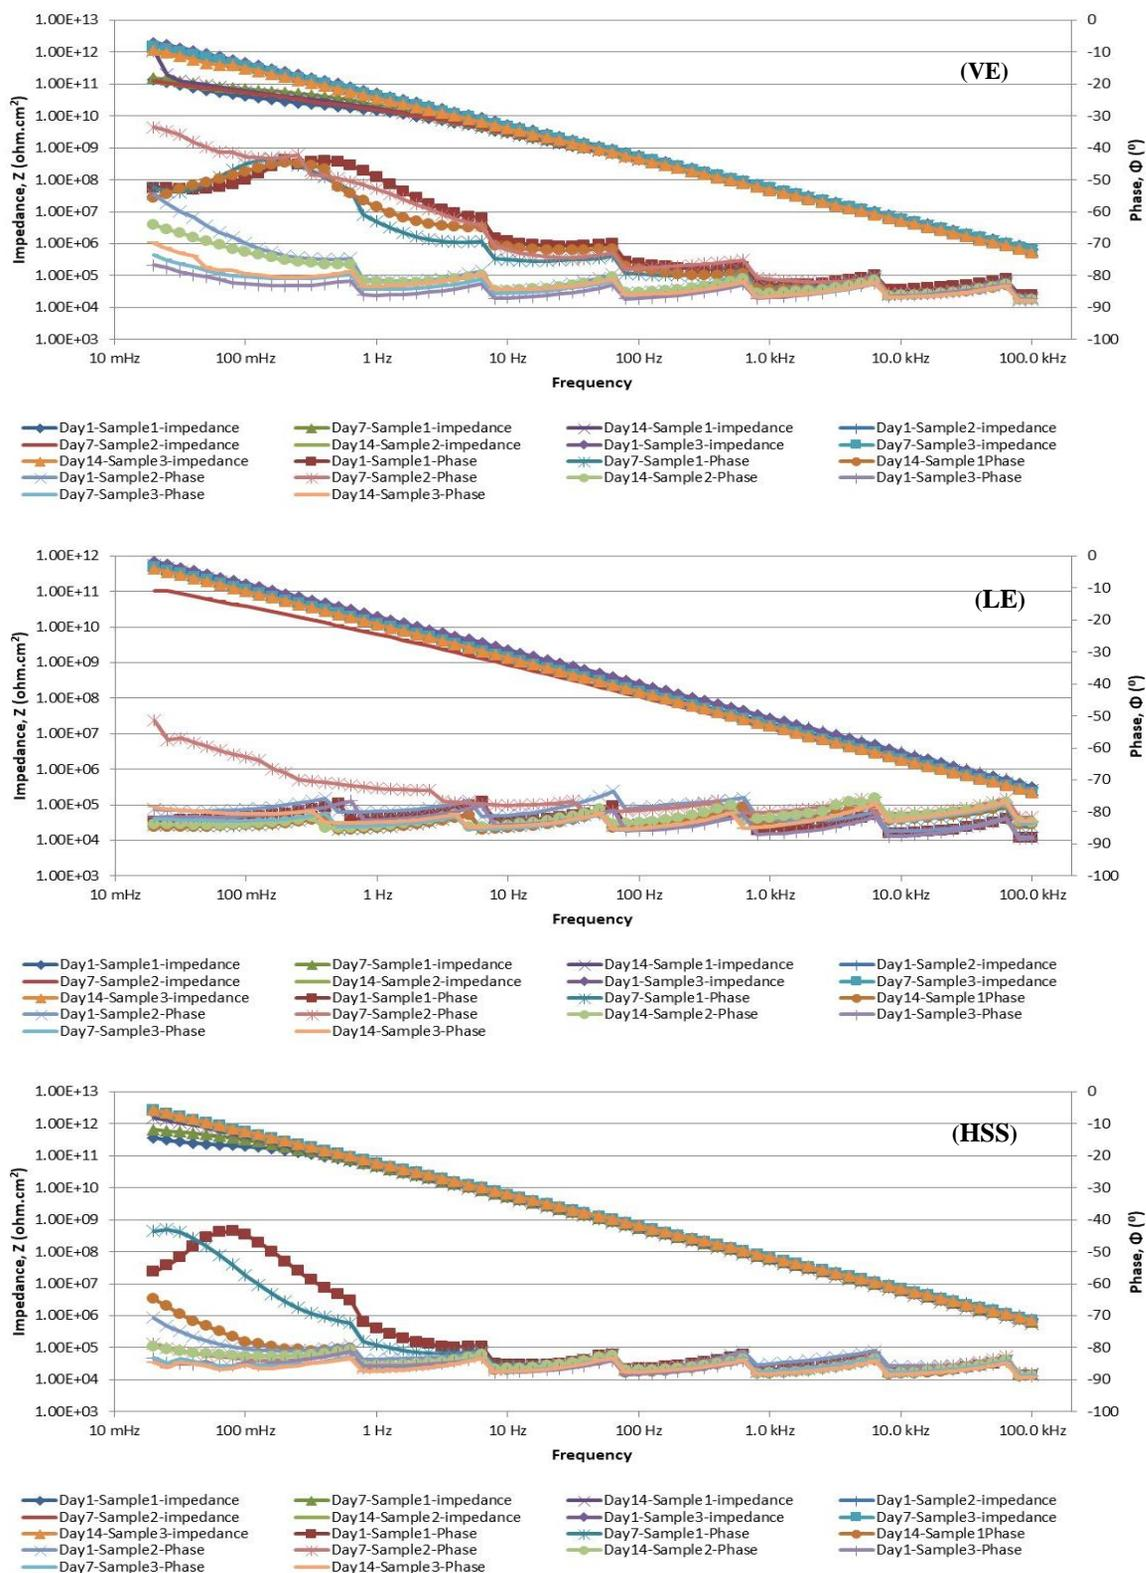 1.00E+13 0
1.00E+12 -10
1.00E+11 -20
1.00E+10 -30
1.00E+09 -40
1.00E+08 -50
1.00E+07 -60
1.00E+06 -70
1.00E+05 -80
1.00E+04 -90
1.00E+03 -100
Impedance, Z (ohm.cm²)
Phase, Φ (⁰)
(VE)
10 mHz 100 mHz 1 Hz 10 Hz 100 Hz 1.0 kHz 10.0 kHz 100.0 kHz
Frequency
Day1-Sample1-impedance Day7-Sample1-impedance Day14-Sample1-impedance Day1-Sample2-impedance
Day7-Sample2-impedance Day14-Sample2-impedance Day1-Sample3-impedance Day7-Sample3-impedance
Day14-Sample3-impedance Day1-Sample1-Phase Day7-Sample1-Phase Day14-Sample1Phase
Day1-Sample2-Phase Day7-Sample2-Phase Day14-Sample2-Phase Day1-Sample3-Phase
Day7-Sample3-Phase Day14-Sample3-Phase
1.00E+12 0
1.00E+11 -10
1.00E+10 -20
1.00E+09 -30
1.00E+08 -40
1.00E+07 -50
1.00E+06 -60
1.00E+05 -70
1.00E+04 -80
1.00E+03 -90
-100
Impedance, Z (ohm.cm²)
Phase, Φ (⁰)
(LE)
10 mHz 100 mHz 1 Hz 10 Hz 100 Hz 1.0 kHz 10.0 kHz 100.0 kHz
Frequency
Day1-Sample1-impedance Day7-Sample1-impedance Day14-Sample1-impedance Day1-Sample2-impedance
Day7-Sample2-impedance Day14-Sample2-impedance Day1-Sample3-impedance Day7-Sample3-impedance
Day14-Sample3-impedance Day1-Sample1-Phase Day7-Sample1-Phase Day14-Sample1Phase
Day1-Sample2-Phase Day7-Sample2-Phase Day14-Sample2-Phase Day1-Sample3-Phase
Day7-Sample3-Phase Day14-Sample3-Phase
1.00E+13 0
1.00E+12 -10
1.00E+11 -20
1.00E+10 -30
1.00E+09 -40
1.00E+08 -50
1.00E+07 -60
1.00E+06 -70
1.00E+05 -80
1.00E+04 -90
1.00E+03 -100
Impedance, Z (ohm.cm²)
Phase, Φ (⁰)
(HSS)
10 mHz 100 mHz 1 Hz 10 Hz 100 Hz 1.0 kHz 10.0 kHz 100.0 kHz
Frequency
Day1-Sample1-impedance Day7-Sample1-impedance Day14-Sample1-impedance Day1-Sample2-impedance
Day7-Sample2-impedance Day14-Sample2-impedance Day1-Sample3-impedance Day7-Sample3-impedance
Day14-Sample3-impedance Day1-Sample1-Phase Day7-Sample1-Phase Day14-Sample1Phase
Day1-Sample2-Phase Day7-Sample2-Phase Day14-Sample2-Phase Day1-Sample3-Phase
Day7-Sample3-Phase Day14-Sample3-Phase